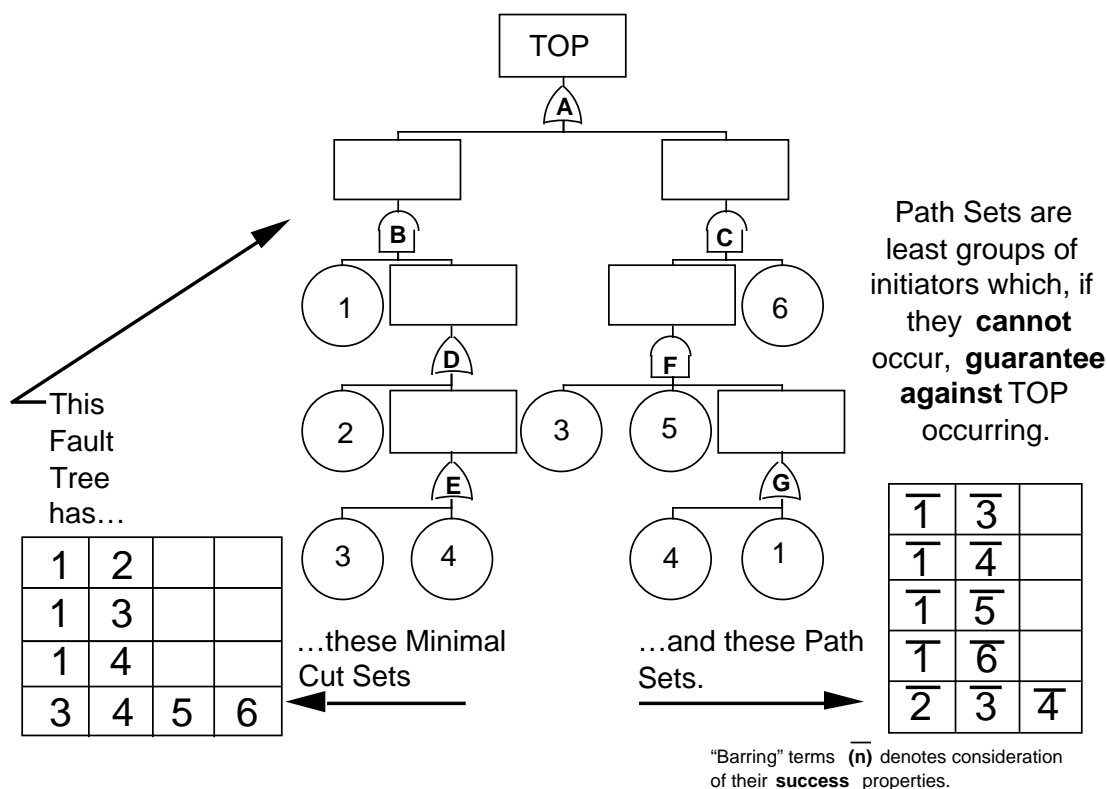 TOP
A
B
C
1
6
D
F
2
3
5
E
G
3
4
4
1
This
Fault
Tree
has…
1 2
1 3
1 4
3 4 5 6
…these Minimal
Cut Sets
…and these Path
Sets.
Path Sets are
least groups of
initiators which, if
they cannot
occur, guarantee
against TOP
occurring.
1̅ 3̅
1̅ 4̅
1̅ 5̅
1̅ 6̅
2̅ 3̅ 4̅
“Barring” terms (n̅) denotes consideration
of their success properties.